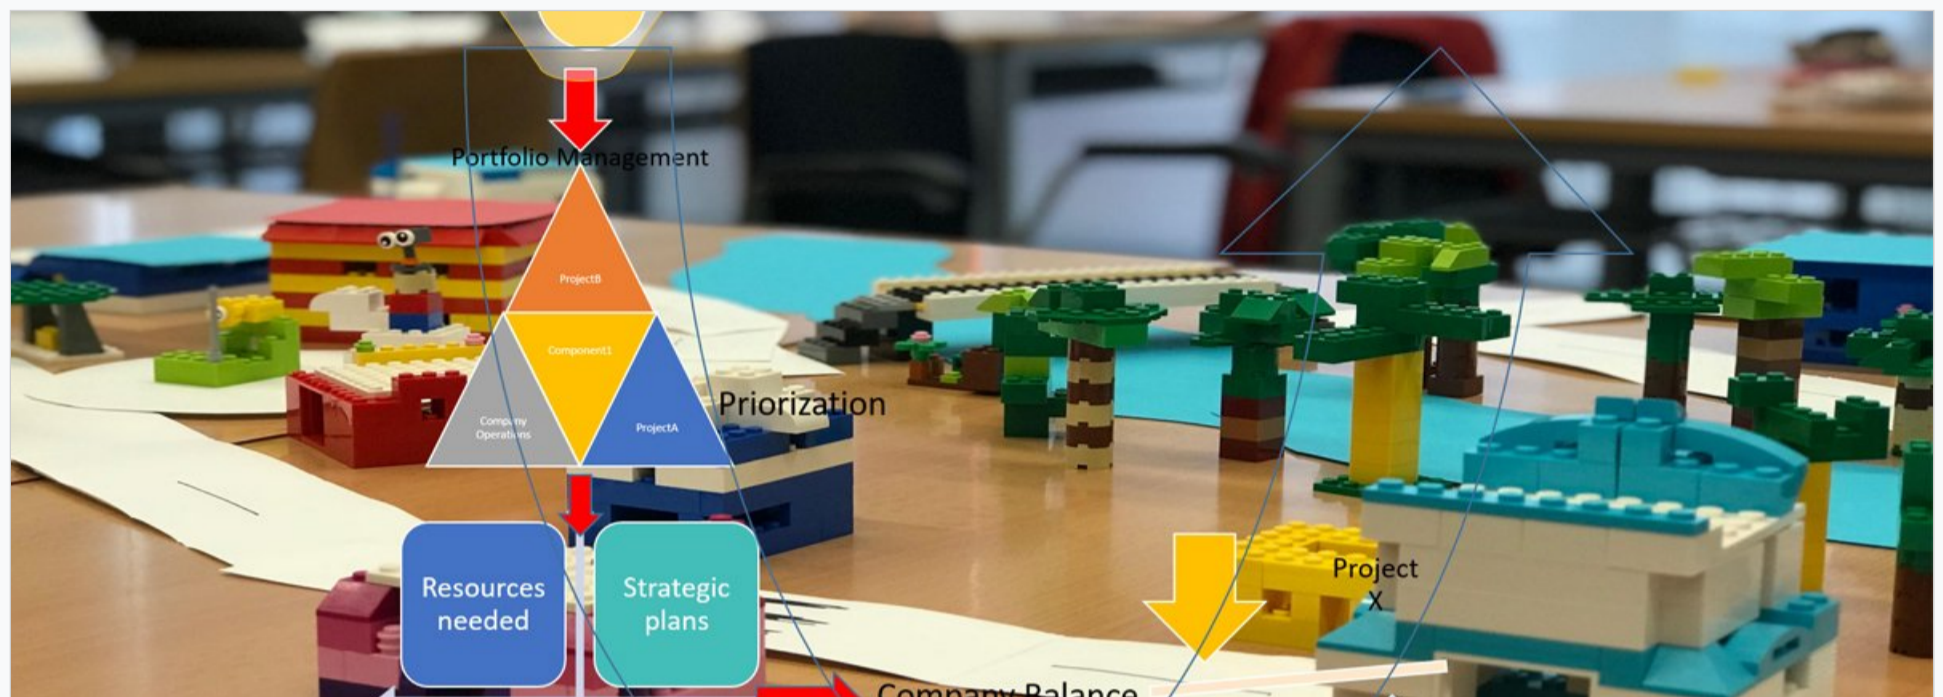 Portfolio Management
ProjectB
Component1
Company
Operations
ProjectA
Priorization
Resources
needed
Strategic
plans
Project
X
Company Balance